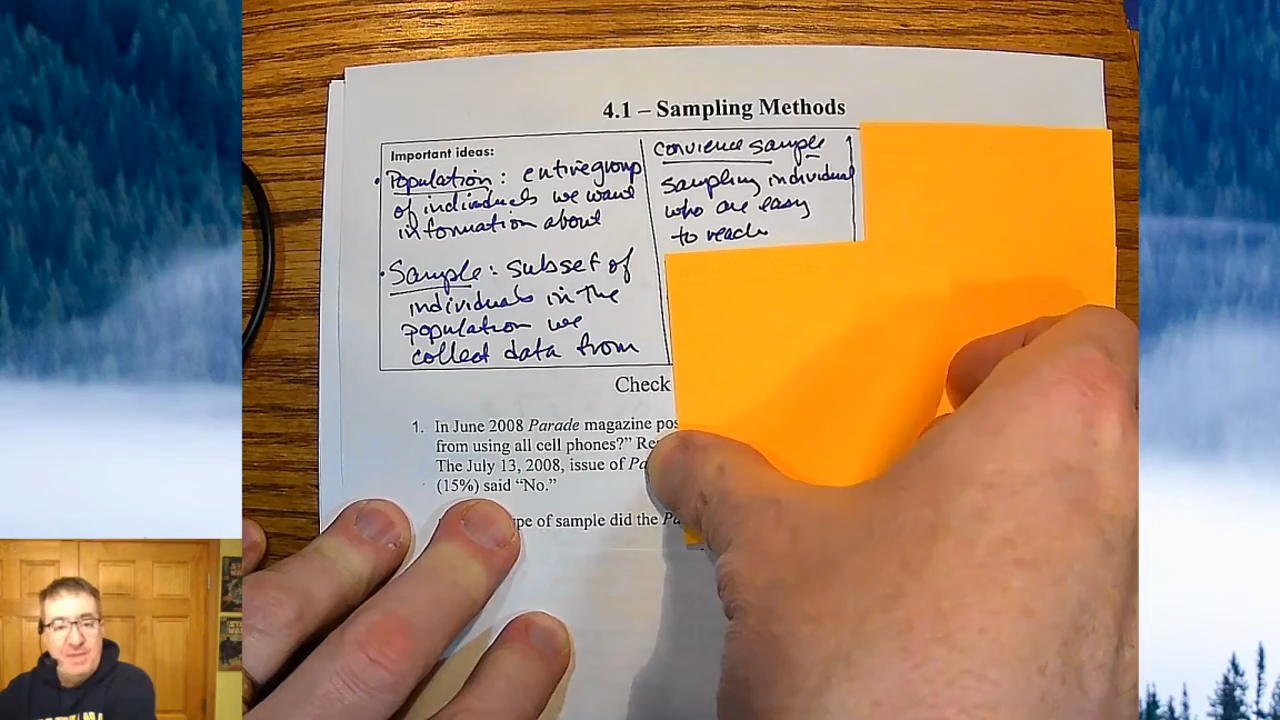 4.1 – Sampling Methods
Important ideas:
• Population: entire group
of individuals we want
information about
• Sample: subset of
individuals in the
population we
collect data from
Convience sample
sampling individual
who are easy
to reach
Check
1. In June 2008 Parade magazine pos
from using all cell phones?” Re
The July 13, 2008, issue of Pa
(15%) said “No.”
pe of sample did the Pa